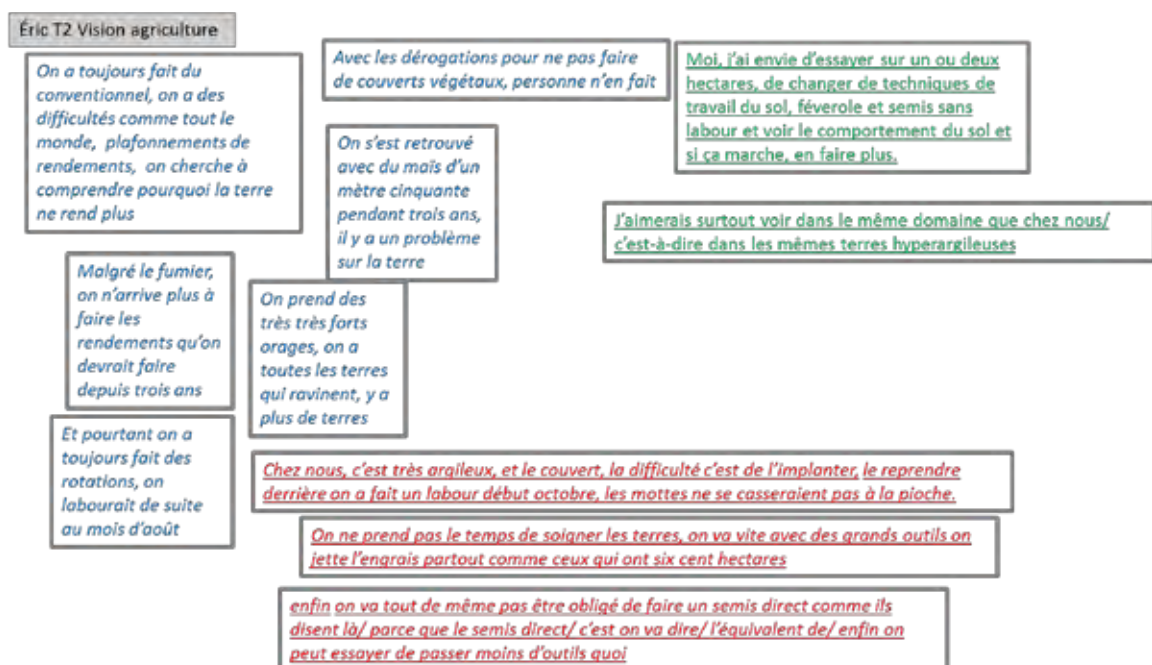 Éric T2 Vision agriculture
On a toujours fait du
conventionnel, on a des
difficultés comme tout le
monde, plafonnements de
rendements, on cherche à
comprendre pourquoi la terre
ne rend plus
Avec les dérogations pour ne pas faire
de couverts végétaux, personne n'en fait
Moi, j'ai envie d'essayer sur un ou deux
hectares, de changer de techniques de
travail du sol, féverole et semis sans
labour et voir le comportement du sol et
si ça marche, en faire plus.
On s'est retrouvé
avec du maïs d'un
mètre cinquante
pendant trois ans,
il y a un problème
sur la terre
J'aimerais surtout voir dans le même domaine que chez nous/
c'est-à-dire dans les mêmes terres hyperargileuses
Malgré le fumier,
on n'arrive plus à
faire les
rendements qu'on
devrait faire
depuis trois ans
On prend des
très très forts
orages, on a
toutes les terres
qui ravinent, y a
plus de terres
Et pourtant on a
toujours fait des
rotations, on
labourait de suite
au mois d'août
Chez nous, c'est très argileux, et le couvert, la difficulté c'est de l'implanter, le reprendre
derrière on a fait un labour début octobre, les mottes ne se casseraient pas à la pioche.
On ne prend pas le temps de soigner les terres, on va vite avec des grands outils on
jette l'engrais partout comme ceux qui ont six cent hectares
enfin on va tout de même pas être obligé de faire un semis direct comme ils
disent là/ parce que le semis direct/ c'est on va dire/ l'équivalent de/ enfin on
peut essayer de passer moins d'outils quoi